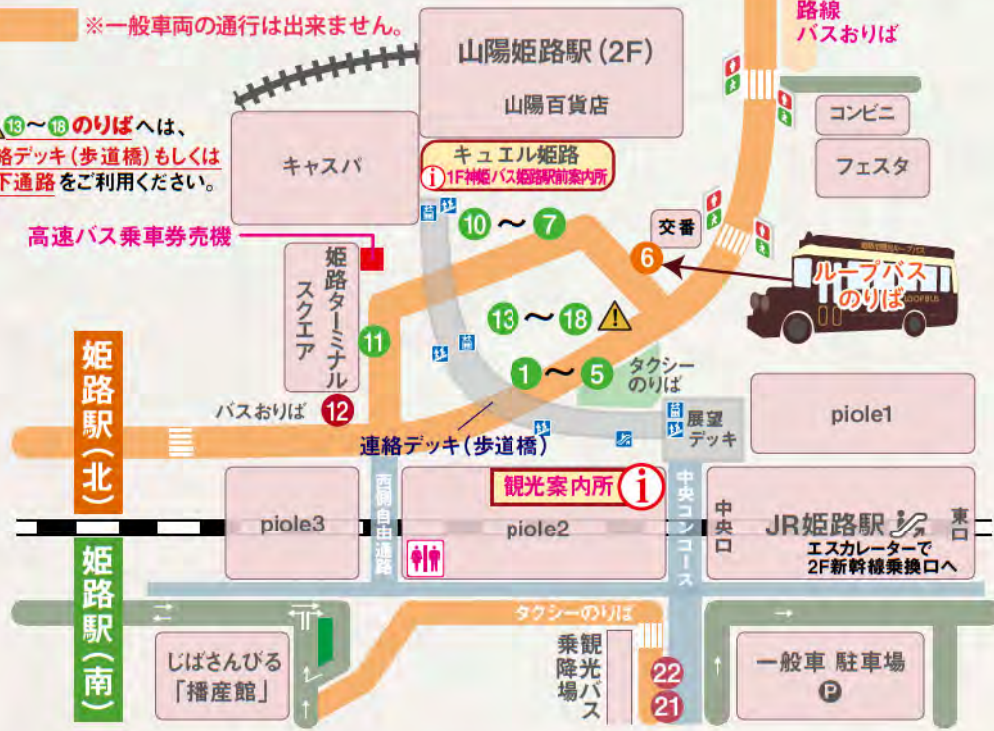 ※一般車両の通行は出来ません。
路線
バスおりば
山陽姫路駅（2F）
山陽百貨店
13～18のりばへは、
絡デッキ（歩道橋）もしくは
下通路をご利用ください。
キャスパ
キュエル姫路
i 1F神姫バス姫路駅前案内所
コンビニ
フェスタ
高速バス乗車券売機
10～7
交番
6
ループバス
のりば
LOOP BUS
姫路ターミナル
スクエア
11
13～18
1～5
タクシー
のりば
バスおりば 12
連絡デッキ（歩道橋）
展望
デッキ
piole1
姫路駅（北）
観光案内所 i
piole3
西側自由通路
piole2
中央コンコース
中央口
JR姫路駅
東口
エスカレーターで
2F新幹線乗換口へ
姫路駅（南）
タクシーのりば
じばさんびる
「播産館」
観光バス
乗降場
22
21
一般車 駐車場
P